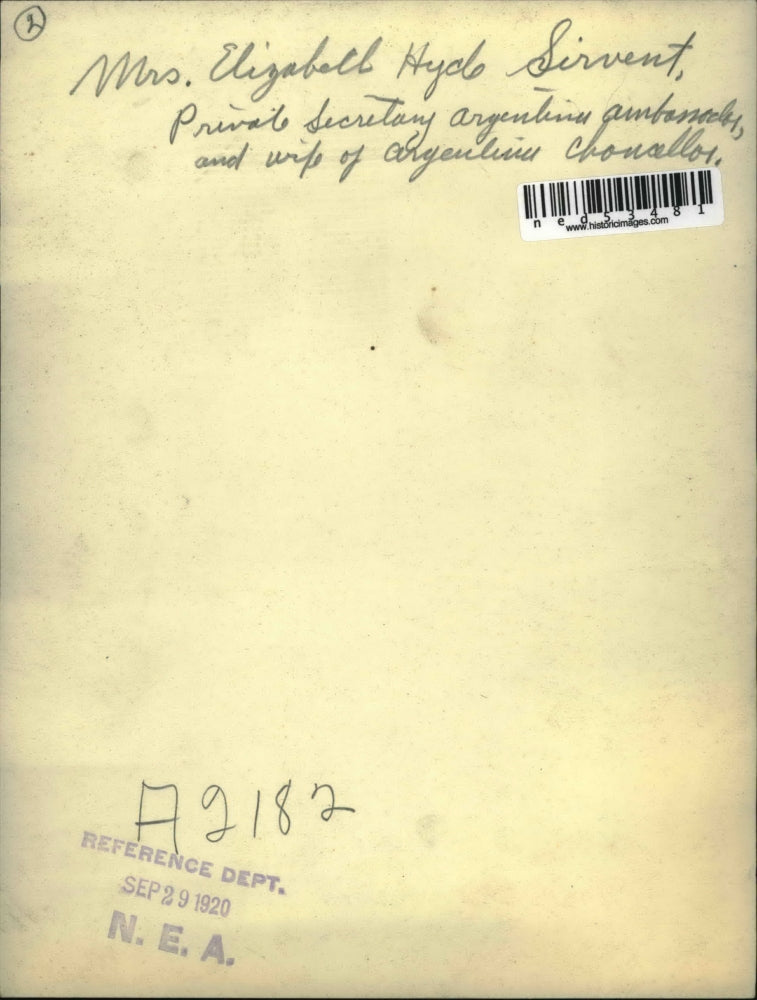 2
Mrs. Elizabeth Hyde Sirvent,
Private Secretary Argentine Ambassador,
and wife of Argentine Chancellor.
ned53481
www.historicimages.com
A2182
REFERENCE DEPT.
SEP 29 1920
N. E. A.